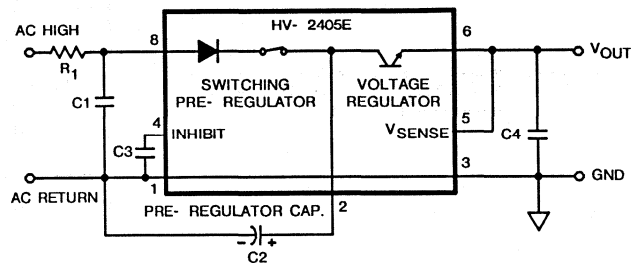 HV- 2405E
AC HIGH
8
6
VOUT
R1
SWITCHING
PRE- REGULATOR
VOLTAGE
REGULATOR
C1
4
INHIBIT
5
VSENSE
C4
C3
3
GND
AC RETURN
1
PRE- REGULATOR CAP.
2
- +
C2